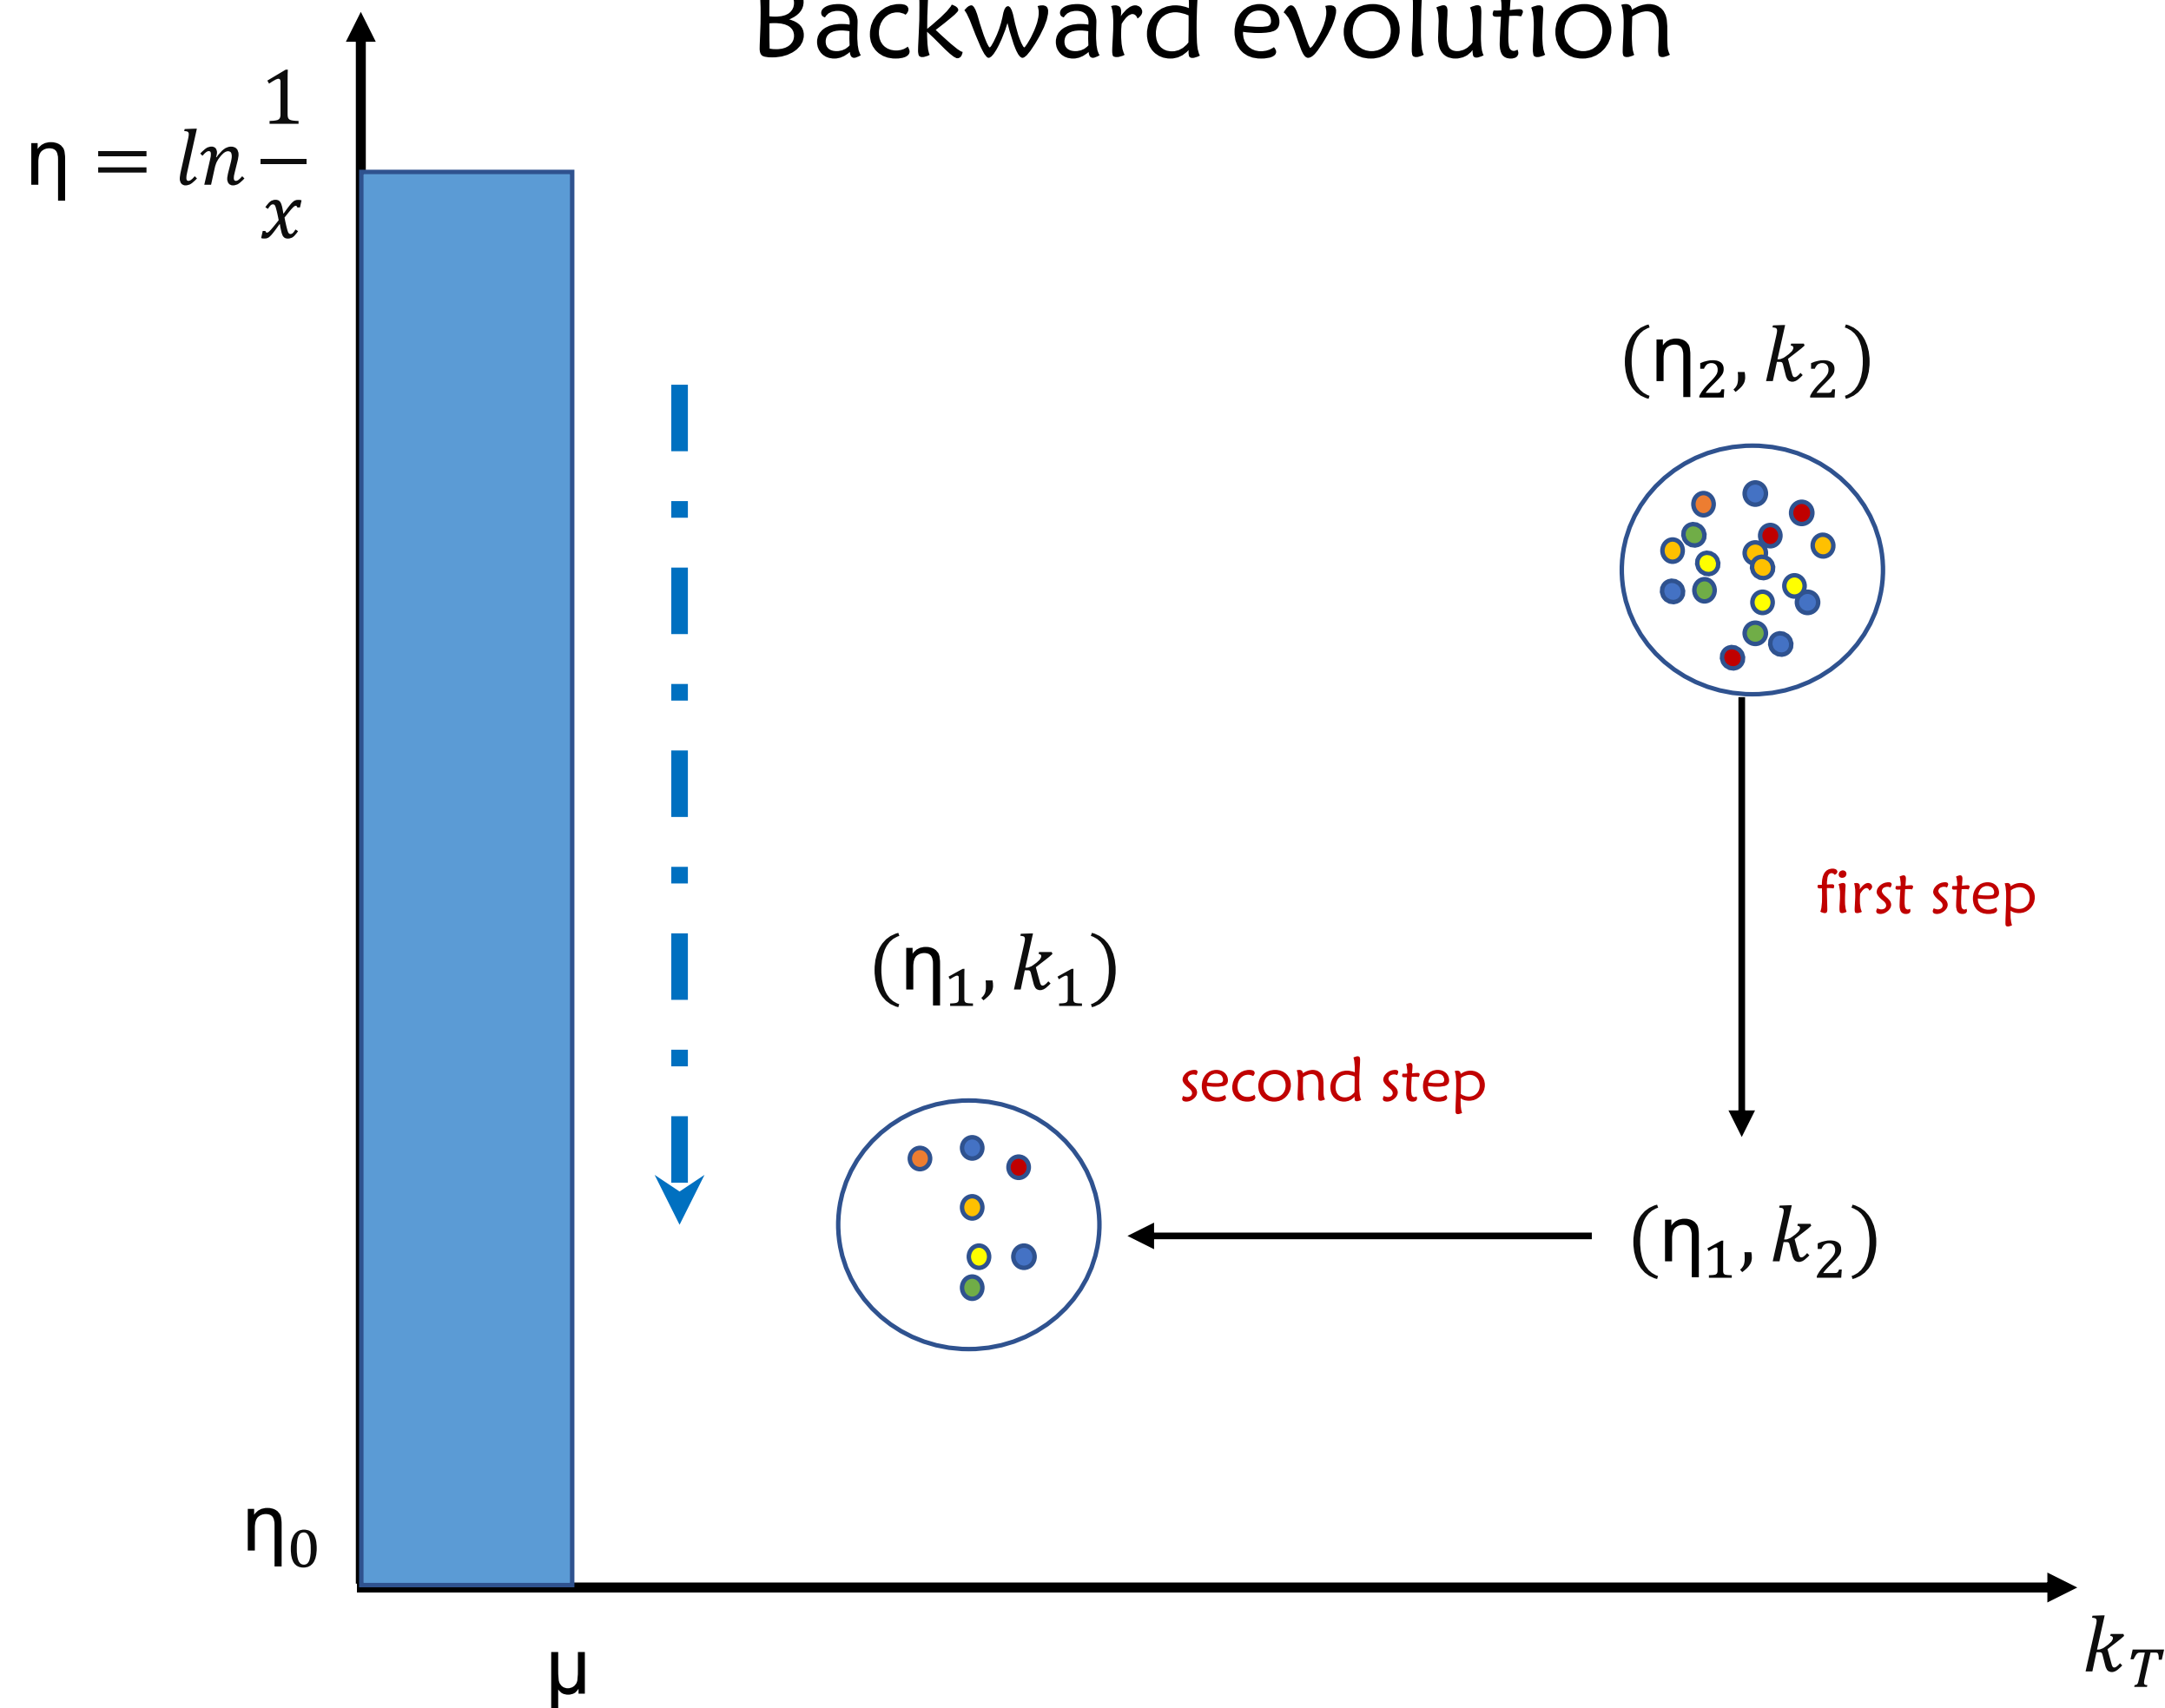 Backward evolution
η = ln 1/x
(η₂, k₂)
first step
(η₁, k₁)
second step
(η₁, k₂)
η₀
k_T
μ